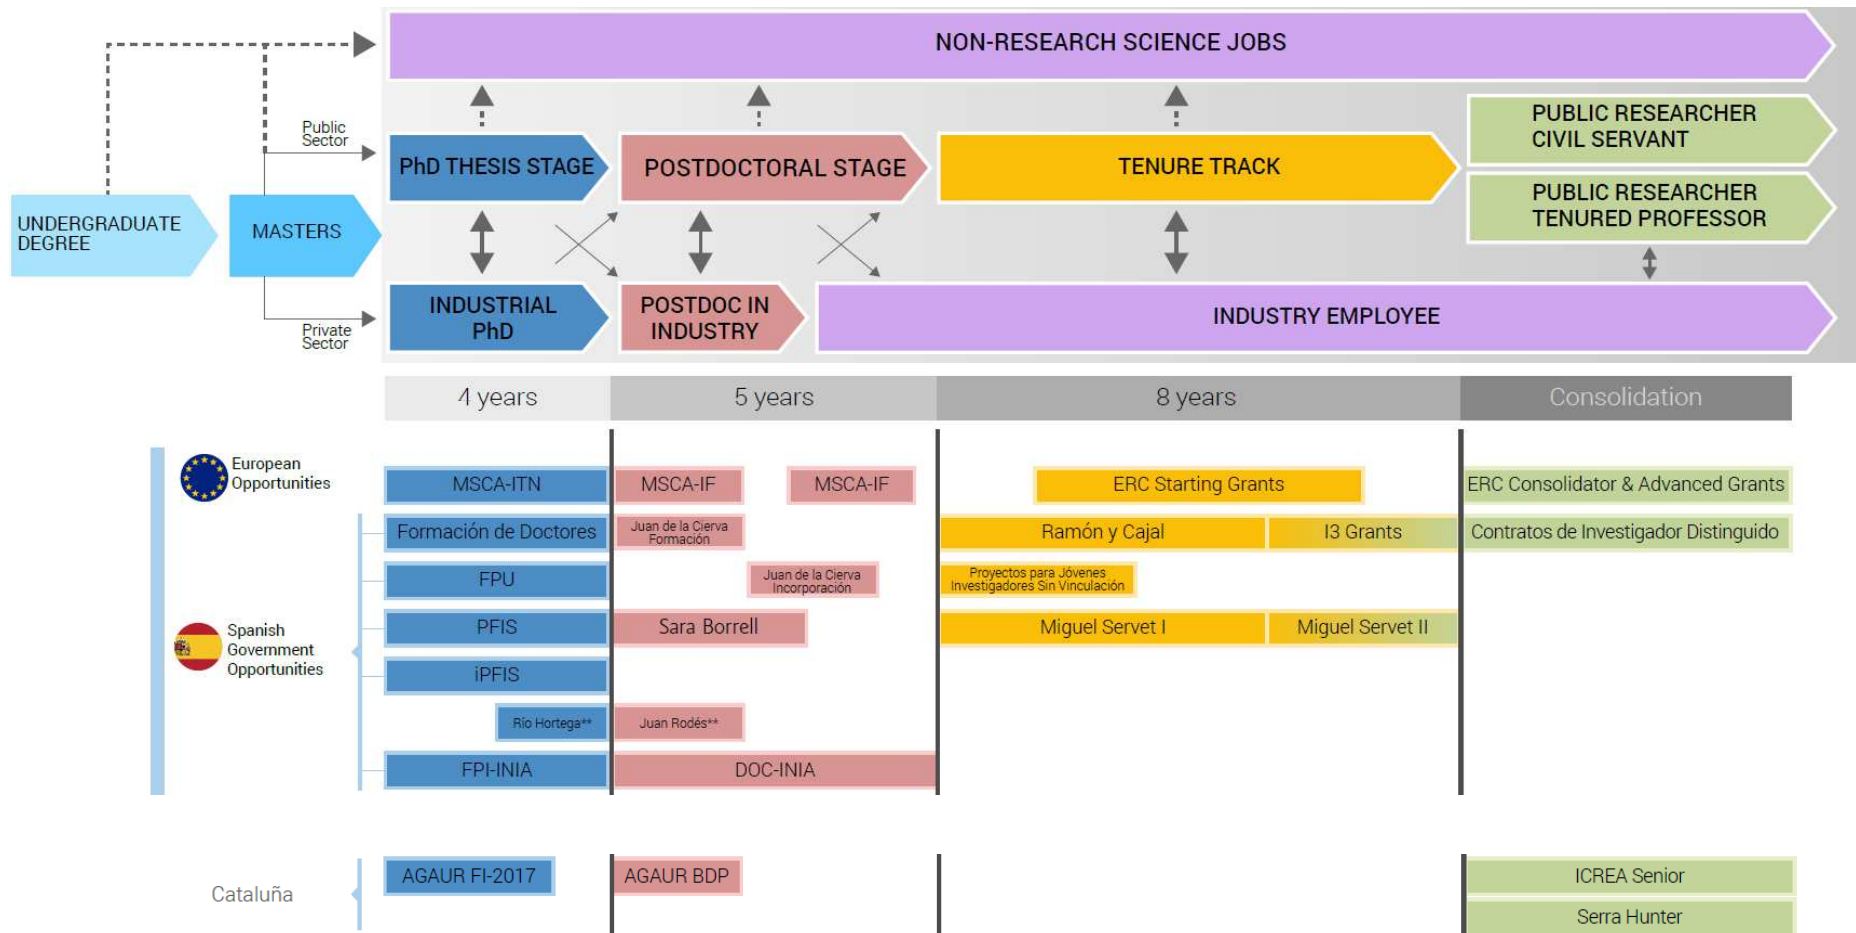 NON-RESEARCH SCIENCE JOBS
Public
Sector
PhD THESIS STAGE
POSTDOCTORAL STAGE
TENURE TRACK
PUBLIC RESEARCHER
CIVIL SERVANT
PUBLIC RESEARCHER
TENURED PROFESSOR
UNDERGRADUATE
DEGREE
MASTERS
Private
Sector
INDUSTRIAL
PhD
POSTDOC IN
INDUSTRY
INDUSTRY EMPLOYEE
4 years
5 years
8 years
Consolidation
European
Opportunities
MSCA-ITN
MSCA-IF
MSCA-IF
ERC Starting Grants
ERC Consolidator & Advanced Grants
Spanish
Government
Opportunities
Formación de Doctores
Juan de la Cierva
Formación
Ramón y Cajal
I3 Grants
Contratos de Investigador Distinguido
FPU
Juan de la Cierva
Incorporación
Proyectos para Jóvenes
Investigadores Sin Vinculación
PFIS
Sara Borrell
Miguel Servet I
Miguel Servet II
iPFIS
Río Hortega**
Juan Rodés**
FPI-INIA
DOC-INIA
Cataluña
AGAUR FI-2017
AGAUR BDP
ICREA Senior
Serra Hunter